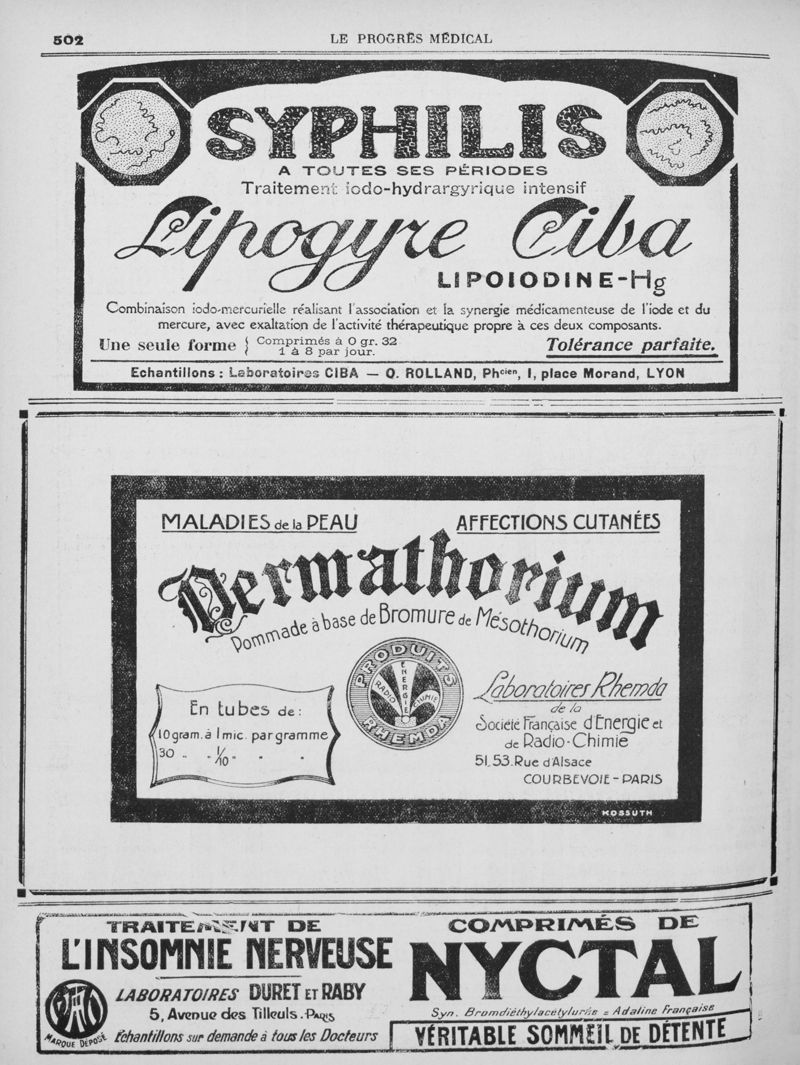 502
LE PROGRÈS MÉDICAL
SYPHILIS
A TOUTES SES PÉRIODES
Traitement iodo-hydrargyrique intensif
Lipogyre Ciba
LIPOIODINE-Hg
Combinaison iodo-mercurielle réalisant l'association et la synergie médicamenteuse de l'iode et du
mercure, avec exaltation de l'activité thérapeutique propre à ces deux composants.
Une seule forme { Comprimés à 0 gr. 32
1 à 8 par jour.
Tolérance parfaite.
Echantillons : Laboratoires CIBA — O. ROLLAND, Phcien, 1, place Morand, LYON
MALADIES de la PEAU
AFFECTIONS CUTANÉES
Dermathorium
Pommade à base de Bromure de Mésothorium
PRODUITS
RADIO
ENERGIE
CHIMIE
RHEMDA
En tubes de :
10 gram. à 1 mic. par gramme
30 " " 1/10 " " "
Laboratoires Rhemda
de la
Société Française d'Energie et
de Radio-Chimie
51, 53. Rue d'Alsace
COURBEVOIE - PARIS
KOSSUTH
TRAITEMENT DE
L'INSOMNIE NERVEUSE
LABORATOIRES DURET ET RABY
5, Avenue des Tilleuls. PARIS
Échantillons sur demande à tous les Docteurs
MARQUE DÉPOSÉE
COMPRIMÉS DE
NYCTAL
Syn. Bromdiéthylacétylurée = Adaline Française
VÉRITABLE SOMMEIL DE DÉTENTE